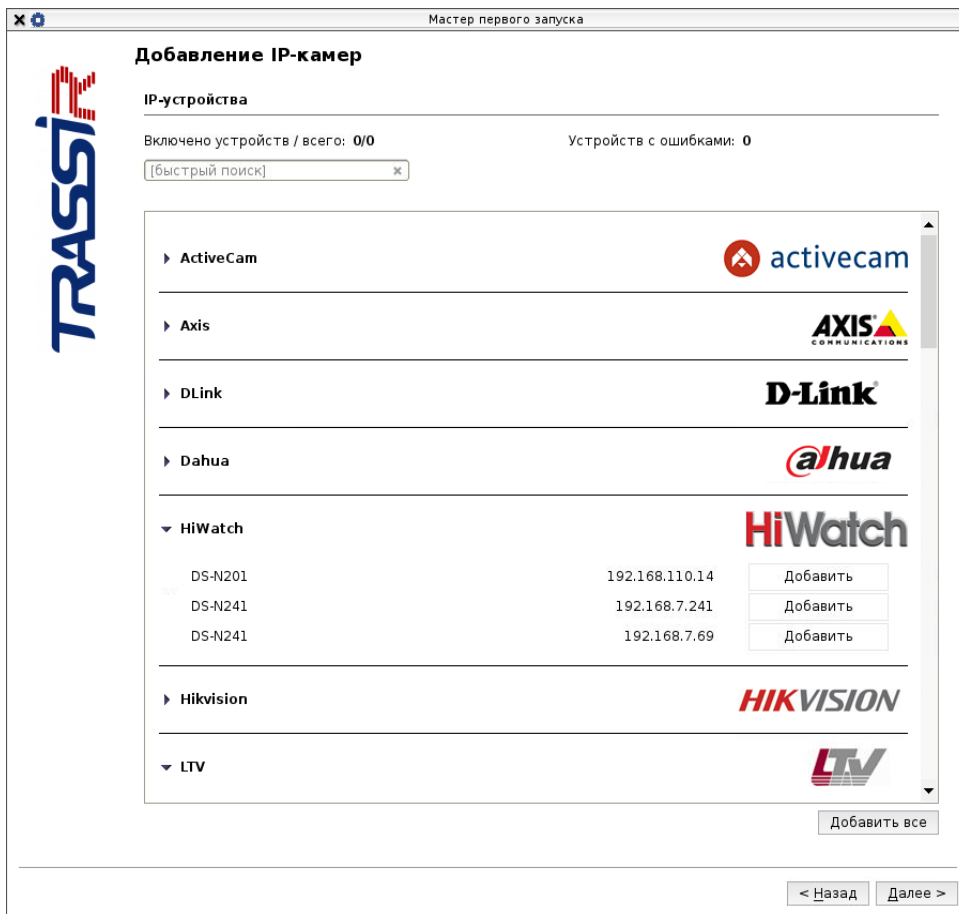 Мастер первого запуска
TRASSIR
Добавление IP-камер
IP-устройства
Включено устройств / всего: 0/0 Устройств с ошибками: 0
[быстрый поиск]
ActiveCam activecam
Axis AXIS COMMUNICATIONS
DLink D-Link
Dahua alhua
HiWatch HiWatch
DS-N201 192.168.110.14 Добавить
DS-N241 192.168.7.241 Добавить
DS-N241 192.168.7.69 Добавить
Hikvision HIKVISION
LTV LTV
Добавить все
< Назад Далее >